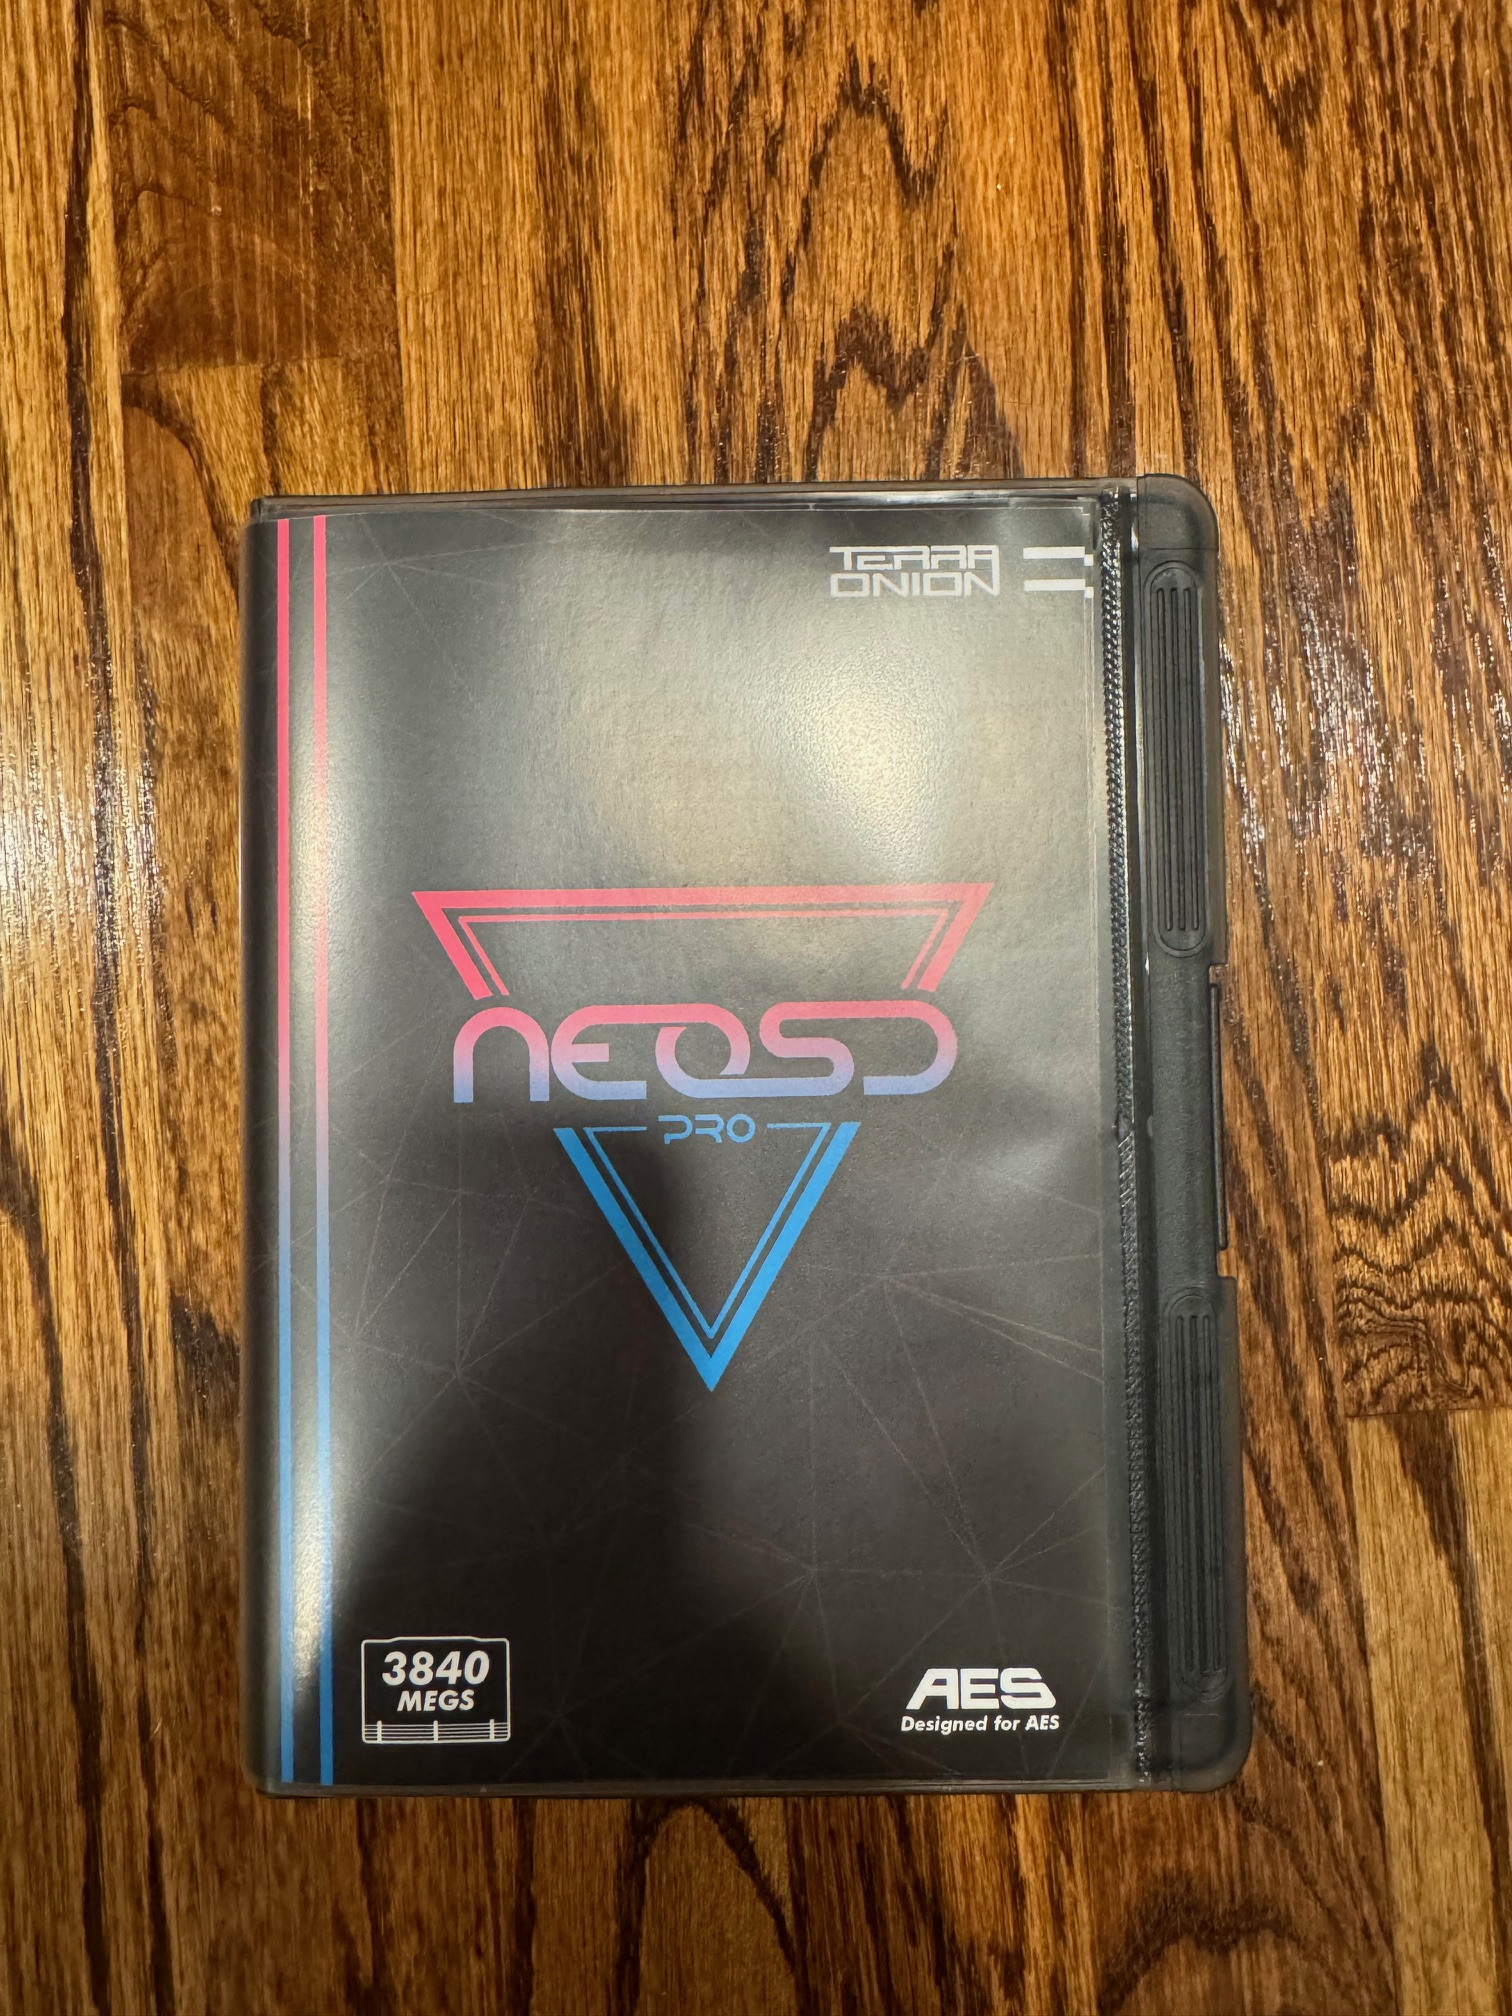 TERRA
ONION
NEOSD
PRO
3840
MEGS
AES
Designed for AES